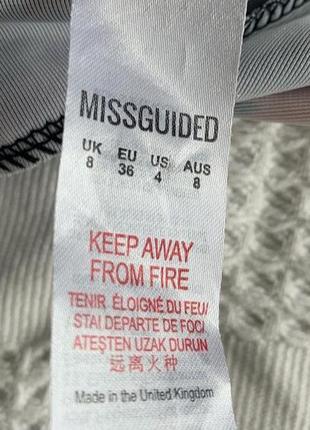 MISSGUIDED
UK EU US AUS
8 36 4 8
KEEP AWAY
FROM FIRE
TENIR ÉLOIGNÉ DU FEU/
STAI DEPARTE DE FOC/
ATEŞTEN UZAK DURUN
远离火种
Made in the United Kingdom